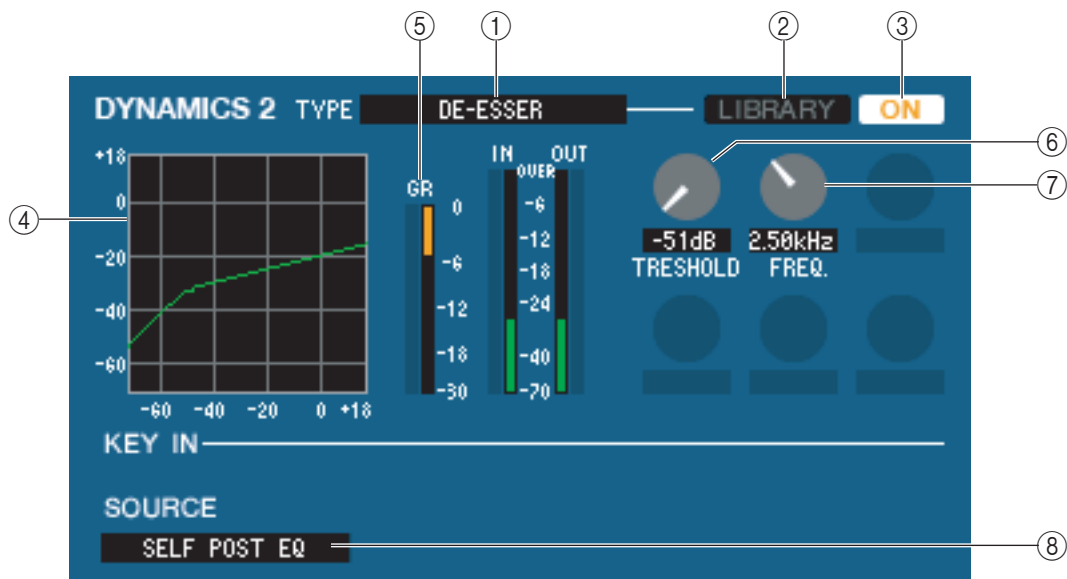 ⑤ ① ② ③
DYNAMICS 2 TYPE DE-ESSER LIBRARY ON
+18
0
-20
-40
-60
-60 -40 -20 0 +18
④
GR
0
-6
-12
-18
-30
IN OUT
OVER
-6
-12
-18
-24
-40
-70
⑥
⑦
-51dB 2.50kHz
TRESHOLD FREQ.
KEY IN
SOURCE
SELF POST EQ
⑧